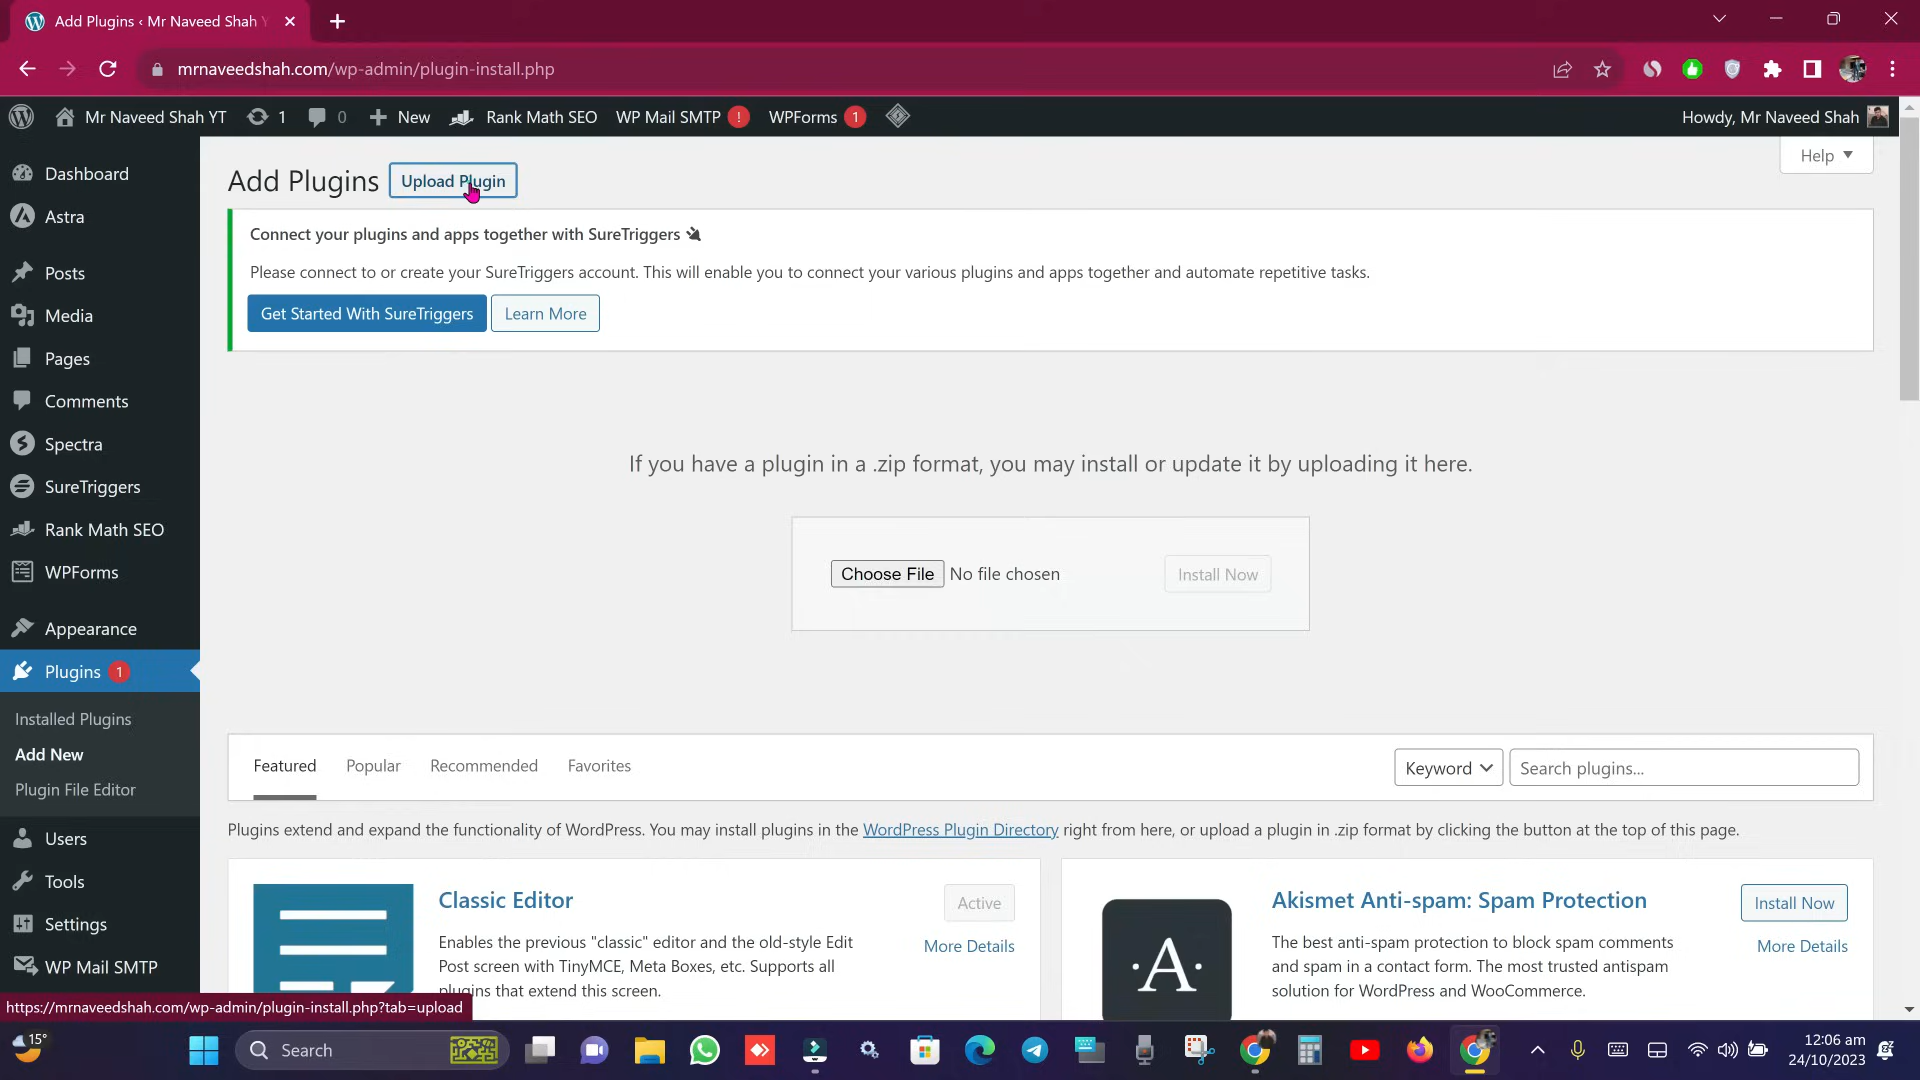 Add Plugins ‹ Mr Naveed Shah Y
mrnaveedshah.com/wp-admin/plugin-install.php
Mr Naveed Shah YT 1 0 New Rank Math SEO WP Mail SMTP ! WPForms 1 Howdy, Mr Naveed Shah
Help
Add Plugins Upload Plugin
Connect your plugins and apps together with SureTriggers
Please connect to or create your SureTriggers account. This will enable you to connect your various plugins and apps together and automate repetitive tasks.
Get Started With SureTriggers Learn More
Dashboard
Astra
Posts
Media
Pages
Comments
Spectra
SureTriggers
Rank Math SEO
WPForms
Appearance
Plugins 1
Installed Plugins
Add New
Plugin File Editor
Users
Tools
Settings
WP Mail SMTP
If you have a plugin in a .zip format, you may install or update it by uploading it here.
Choose File No file chosen Install Now
Featured Popular Recommended Favorites Keyword Search plugins...
Plugins extend and expand the functionality of WordPress. You may install plugins in the WordPress Plugin Directory right from here, or upload a plugin in .zip format by clicking the button at the top of this page.
Classic Editor
Active
More Details
Enables the previous "classic" editor and the old-style Edit
Post screen with TinyMCE, Meta Boxes, etc. Supports all
plugins that extend this screen.
·A·
Akismet Anti-spam: Spam Protection
Install Now
More Details
The best anti-spam protection to block spam comments
and spam in a contact form. The most trusted antispam
solution for WordPress and WooCommerce.
https://mrnaveedshah.com/wp-admin/plugin-install.php?tab=upload
15°
Search
12:06 am
24/10/2023